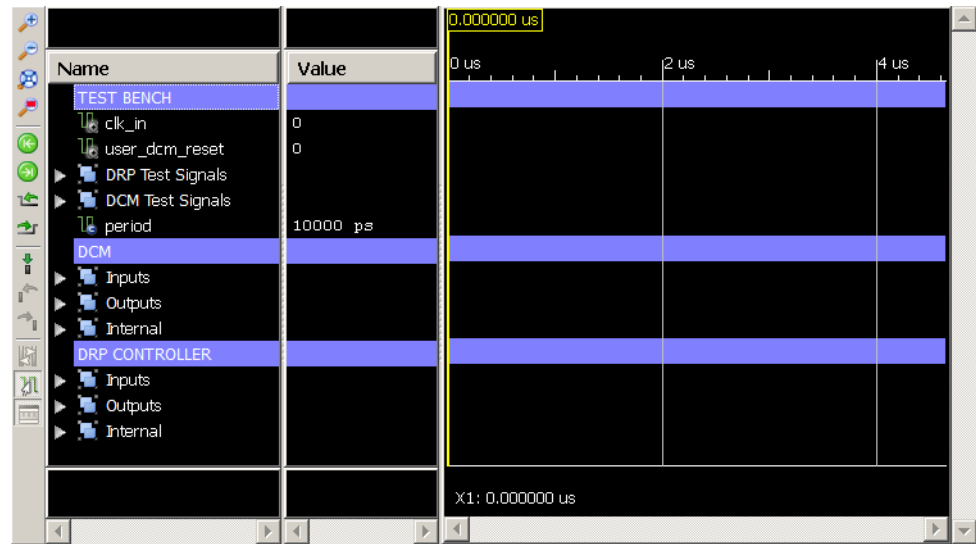 0.000000 us
Name Value 0 us 2 us 4 us
TEST BENCH
clk_in 0
user_dcm_reset 0
DRP Test Signals
DCM Test Signals
period 10000 ps
DCM
Inputs
Outputs
Internal
DRP CONTROLLER
Inputs
Outputs
Internal
X1: 0.000000 us